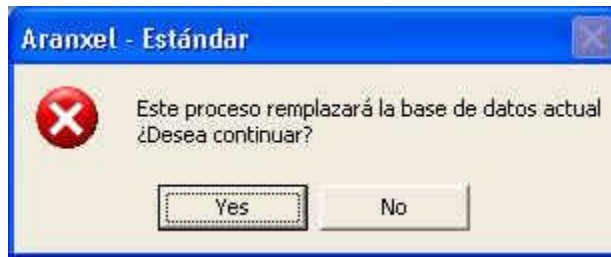 Aranxel - Estándar
Este proceso remplazará la base de datos actual
¿Desea continuar?
Yes
No